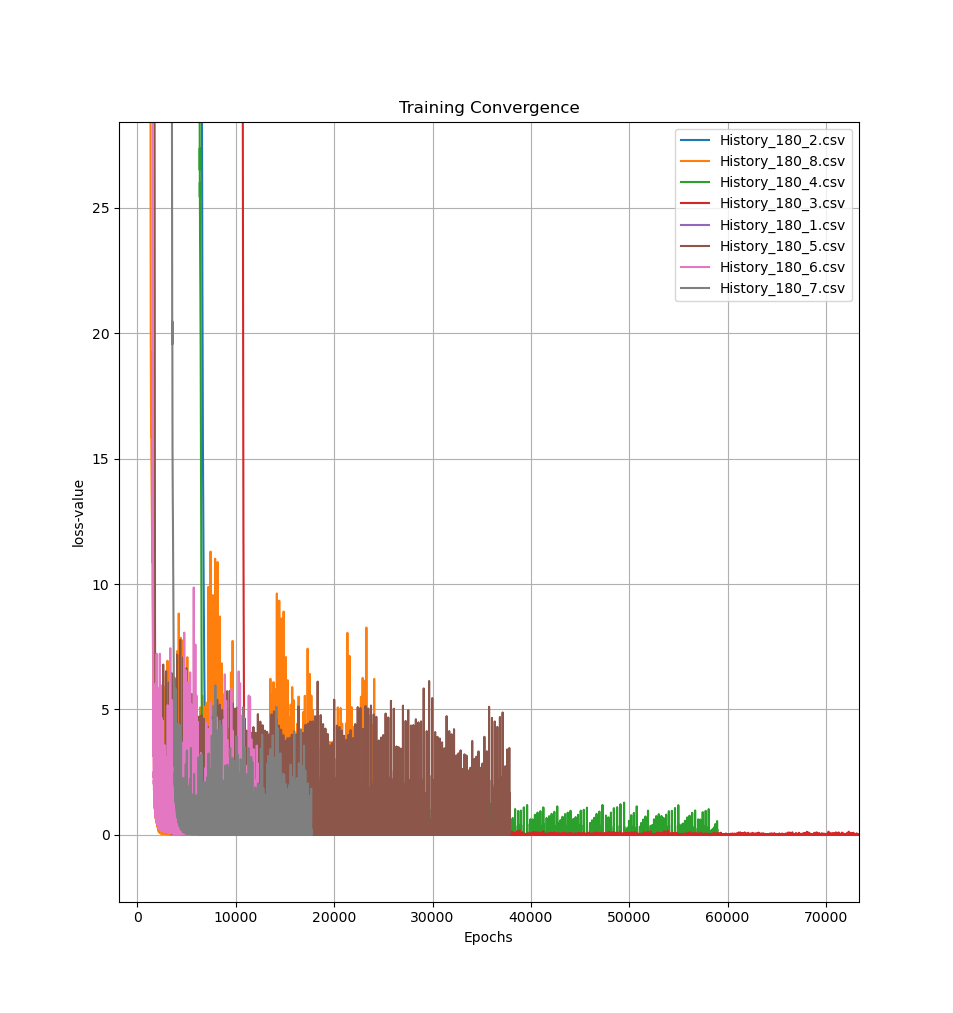 Training Convergence
loss-value
25
20
15
10
5
0
0 10000 20000 30000 40000 50000 60000 70000
Epochs
History_180_2.csv
History_180_8.csv
History_180_4.csv
History_180_3.csv
History_180_1.csv
History_180_5.csv
History_180_6.csv
History_180_7.csv